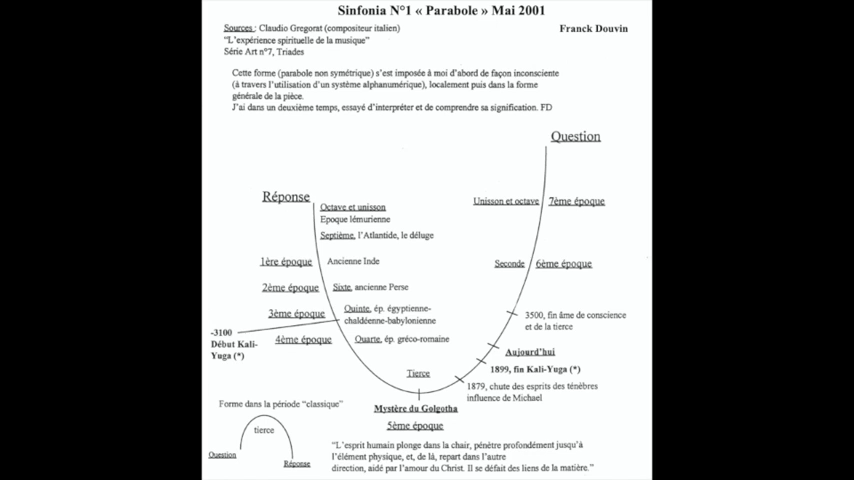 Sinfonia N°1 « Parabole » Mai 2001
Sources : Claudio Gregorat (compositeur italien)
Franck Douvin
"L'expérience spirituelle de la musique"
Série Art n°7, Triades
Cette forme (parabole non symétrique) s'est imposée à moi d'abord de façon inconsciente
(à travers l'utilisation d'un système alphanumérique), localement puis dans la forme
générale de la pièce.
J'ai dans un deuxième temps, essayé d'interpréter et de comprendre sa signification. FD
Question
Réponse
Octave et unisson
Epoque lémurienne
Unisson et octave
7ème époque
Septième, l'Atlantide, le déluge
1ère époque
Ancienne Inde
Seconde
6ème époque
2ème époque
Sixte, ancienne Perse
3ème époque
Quinte, ép. égyptienne-
chaldéenne-babylonienne
3500, fin âme de conscience
et de la tierce
-3100
Début Kali-
Yuga (*)
4ème époque
Quarte, ép. gréco-romaine
Aujourd'hui
1899, fin Kali-Yuga (*)
Tierce
1879, chute des esprits des ténèbres
influence de Michael
Mystère du Golgotha
5ème époque
Forme dans la période "classique"
tierce
Question
Réponse
"L'esprit humain plonge dans la chair, pénètre profondément jusqu'à
l'élément physique, et, de là, repart dans l'autre
direction, aidé par l'amour du Christ. Il se défait des liens de la matière."